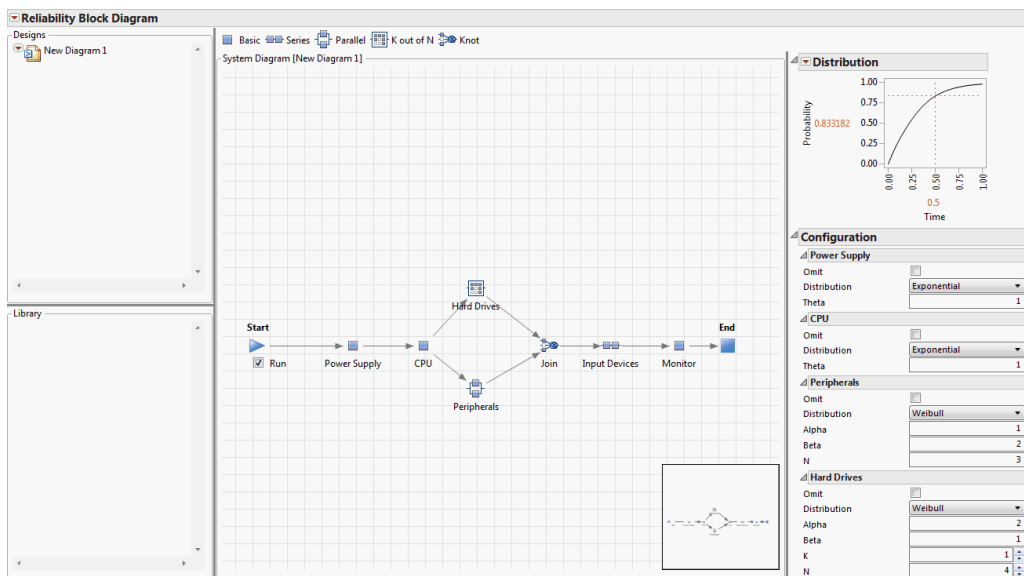 Reliability Block Diagram
Designs
New Diagram 1
Library
Basic Series Parallel K out of N Knot
System Diagram [New Diagram 1]
Hard Drives
Start
End
Run
Power Supply
CPU
Join
Input Devices
Monitor
Peripherals
Distribution
Probability
0.833182
1.00
0.75
0.50
0.25
0.00
0.00
0.25
0.50
0.75
1.00
0.5
Time
Configuration
Power Supply
Omit
Distribution Exponential
Theta 1
CPU
Omit
Distribution Exponential
Theta 1
Peripherals
Omit
Distribution Weibull
Alpha 1
Beta 2
N 3
Hard Drives
Omit
Distribution Weibull
Alpha 2
Beta 1
K 1
N 4